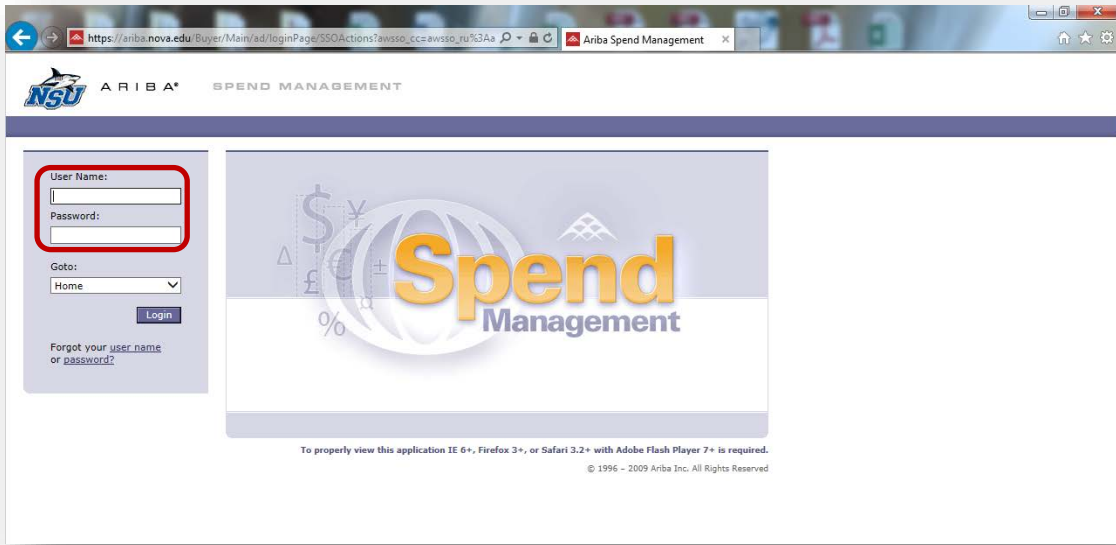 https://ariba.nova.edu/Buyer/Main/ad/loginPage/SSOActions?awsso_cc=awsso_ru%3Aa
Ariba Spend Management
NSU
ARIBA®
SPEND MANAGEMENT
User Name:
Password:
Goto:
Home
Login
Forgot your user name
or password?
$ ¥
Δ € ±
£ ¤
%
Spend
Management
To properly view this application IE 6+, Firefox 3+, or Safari 3.2+ with Adobe Flash Player 7+ is required.
© 1996 – 2009 Ariba Inc. All Rights Reserved